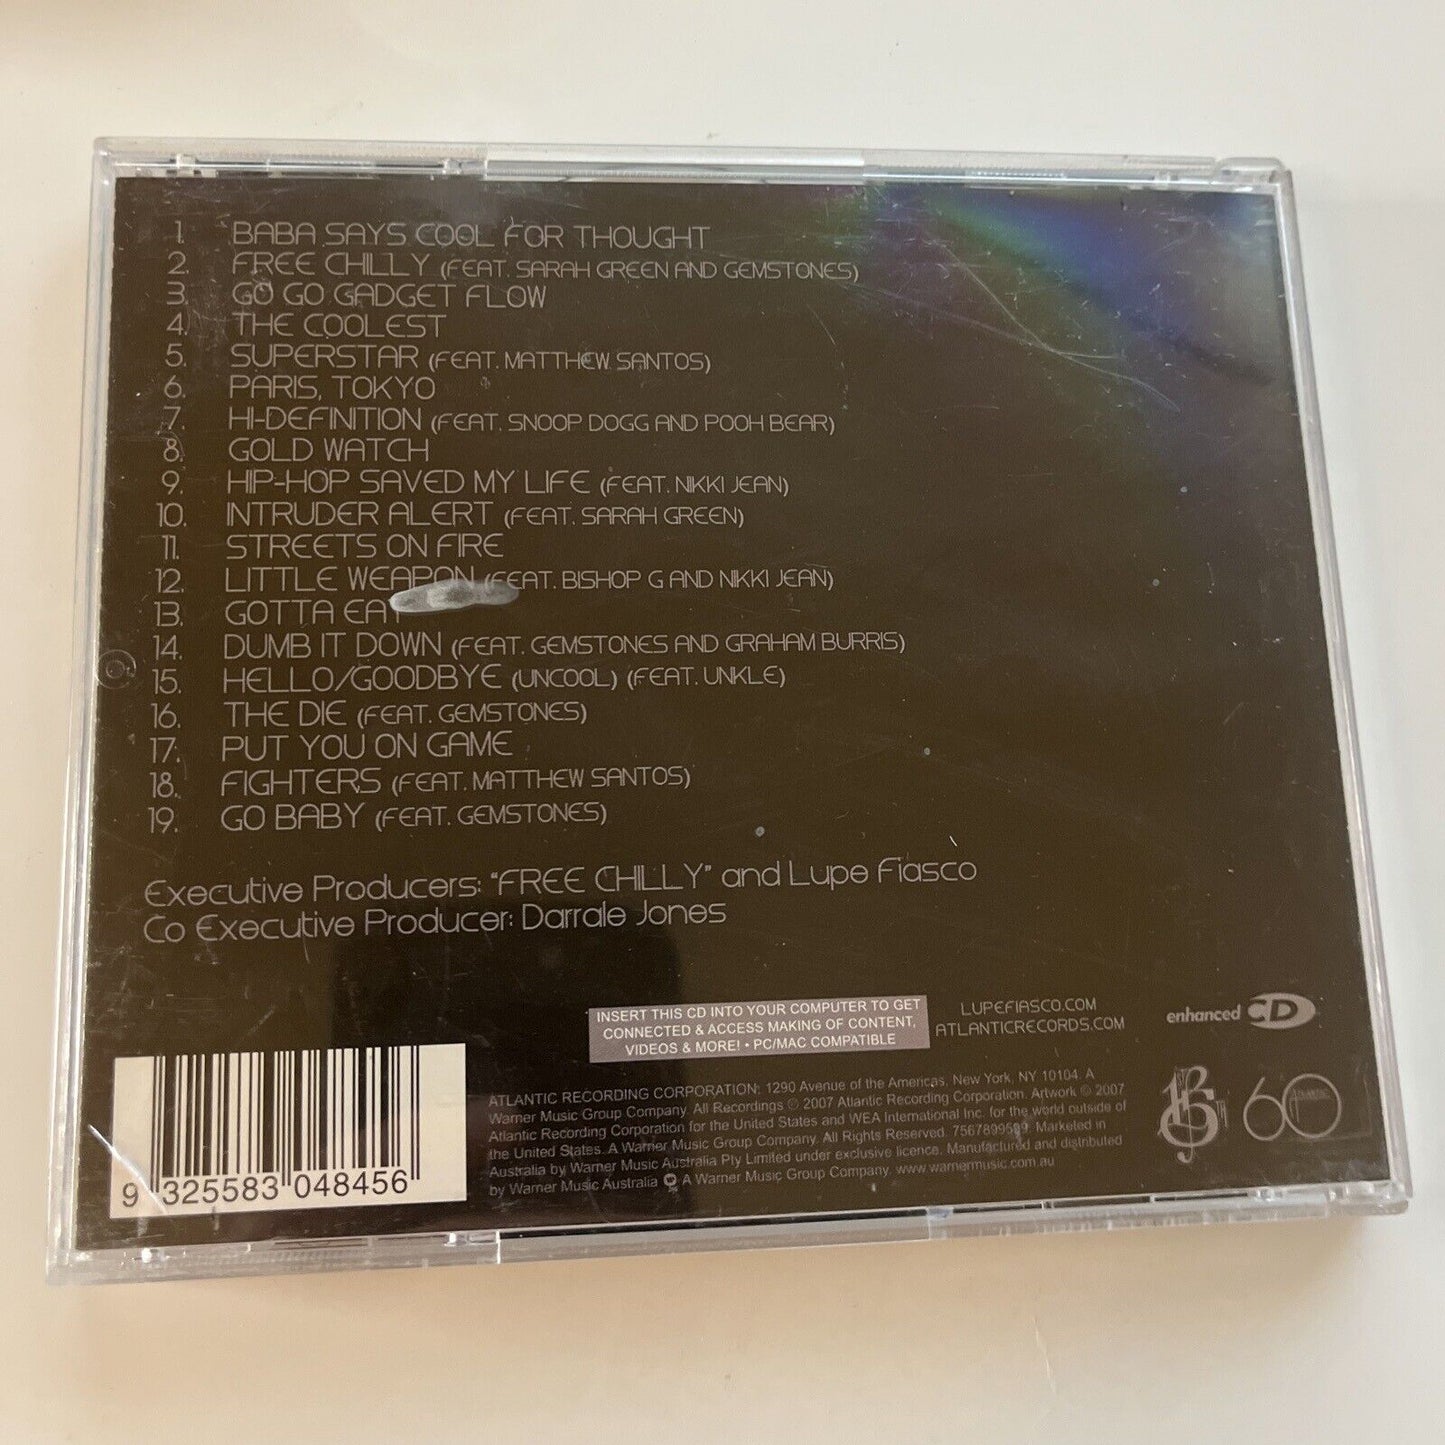 1. BABA SAYS COOL FOR THOUGHT
2. FREE CHILLY (FEAT. SARAH GREEN AND GEMSTONES)
3. GO GO GADGET FLOW
4. THE COOLEST
5. SUPERSTAR (FEAT. MATTHEW SANTOS)
6. PARIS, TOKYO
7. HI-DEFINITION (FEAT. SNOOP DOGG AND POOH BEAR)
8. GOLD WATCH
9. HIP-HOP SAVED MY LIFE (FEAT. NIKKI JEAN)
10. INTRUDER ALERT (FEAT. SARAH GREEN)
11. STREETS ON FIRE
12. LITTLE WEAPON (FEAT. BISHOP G AND NIKKI JEAN)
13. GOTTA EAT
14. DUMB IT DOWN (FEAT. GEMSTONES AND GRAHAM BURRIS)
15. HELLO/GOODBYE (UNCOOL) (FEAT. UNKLE)
16. THE DIE (FEAT. GEMSTONES)
17. PUT YOU ON GAME
18. FIGHTERS (FEAT. MATTHEW SANTOS)
19. GO BABY (FEAT. GEMSTONES)
Executive Producers: "FREE CHILLY" and Lupe Fiasco
Co Executive Producer: Darrale Jones
INSERT THIS CD INTO YOUR COMPUTER TO GET
CONNECTED & ACCESS MAKING OF CONTENT,
VIDEOS & MORE! • PC/MAC COMPATIBLE
LUPEFIASCO.COM
ATLANTICRECORDS.COM
enhanced CD
ATLANTIC RECORDING CORPORATION: 1290 Avenue of the Americas, New York, NY 10104. A
Warner Music Group Company. All Recordings ℗ 2007 Atlantic Recording Corporation. Artwork © 2007
Atlantic Recording Corporation for the United States and WEA International Inc. for the world outside of
the United States. A Warner Music Group Company. All Rights Reserved. 7567899589. Marketed in
Australia by Warner Music Australia Pty Limited under exclusive licence. Manufactured and distributed
by Warner Music Australia A Warner Music Group Company. www.warnermusic.com.au
60
9 325583 048456